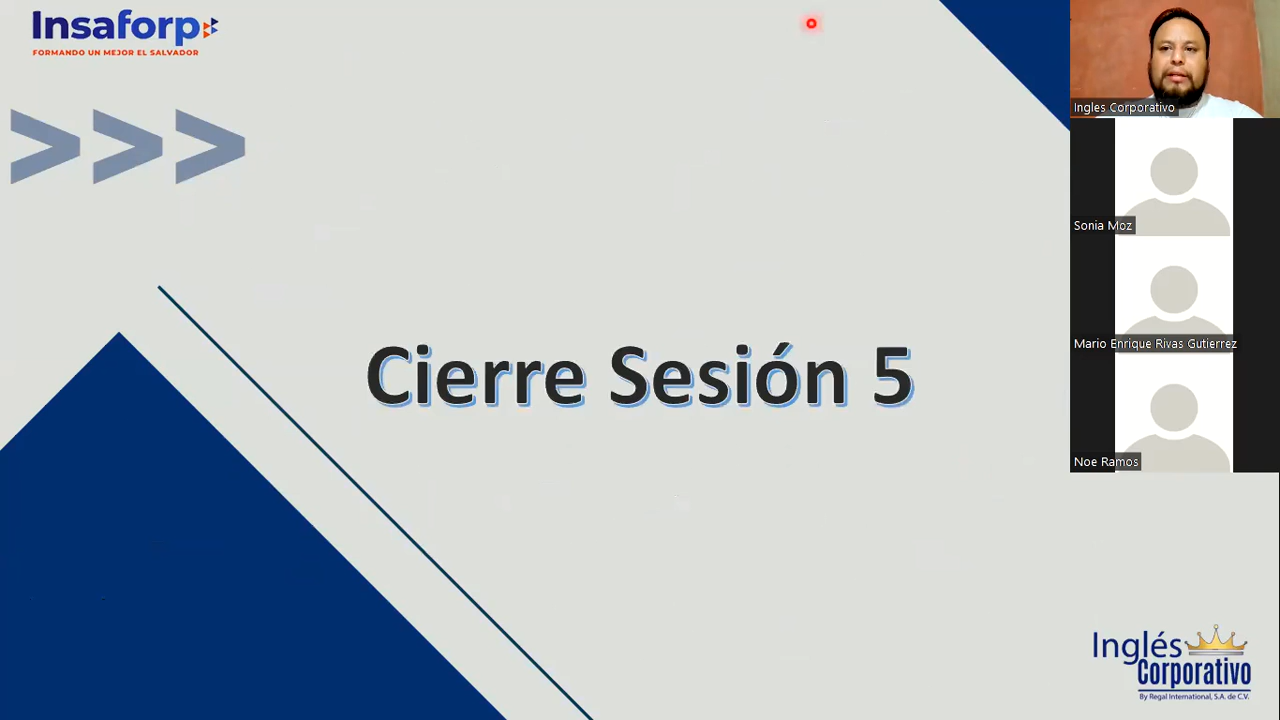 Insaforp
FORMANDO UN MEJOR EL SALVADOR
>>>
Cierre Sesión 5
Ingles Corporativo
Sonia Moz
Mario Enrique Rivas Gutierrez
Noe Ramos
Inglés
Corporativo
By Regal International, S.A. de C.V.